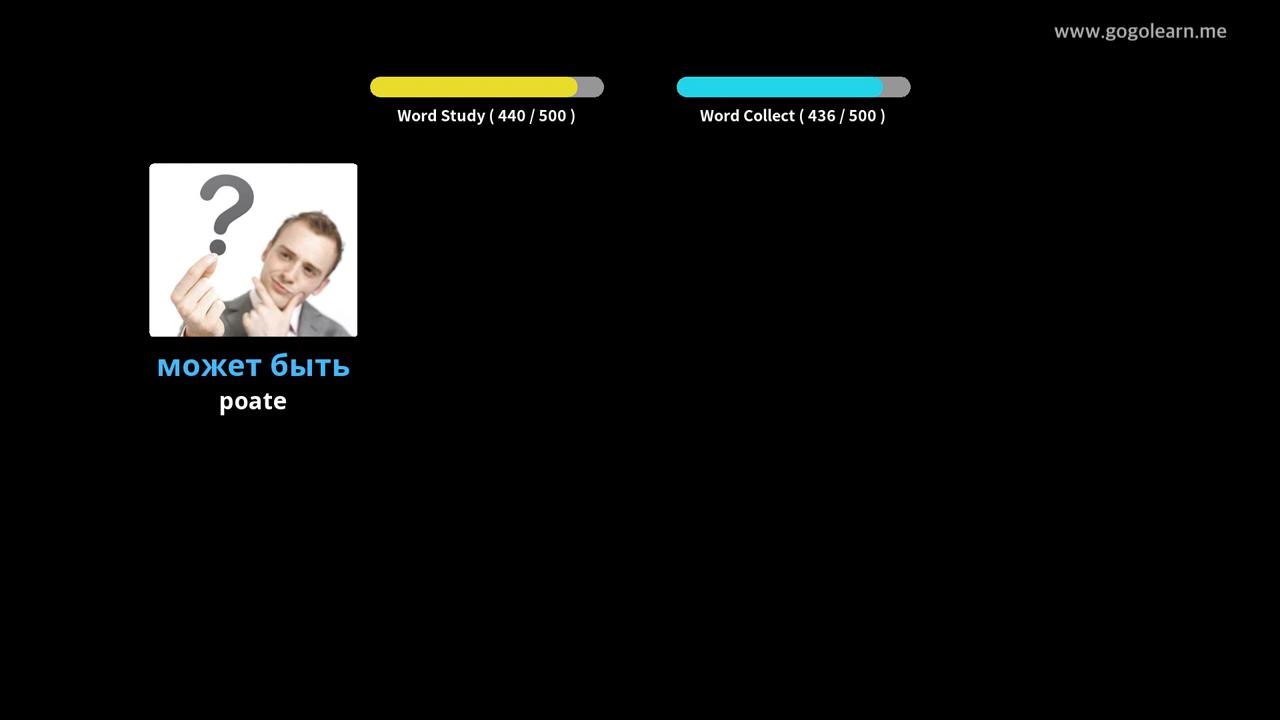 www.gogolearn.me
Word Study ( 440 / 500 )
Word Collect ( 436 / 500 )
?
может быть
poate